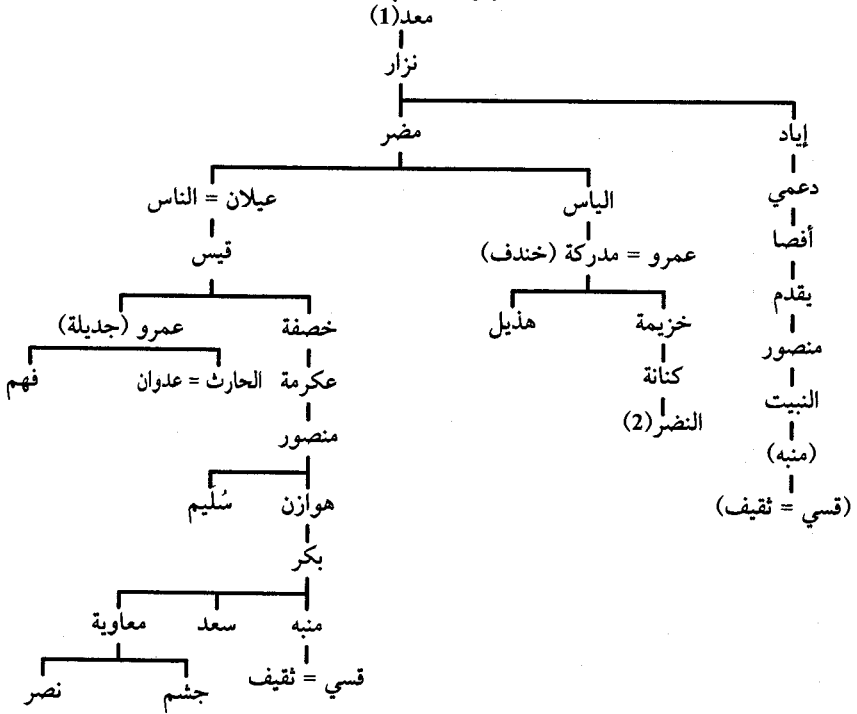 معد(1)
نزار
مضر
إياد
دعمي
عيلان = الناس
الياس
أفصا
قيس
عمرو = مدركة (خندف)
يقدم
خصفة
عمرو (جديلة)
خزيمة
هذيل
منصور
عكرمة
الحارث = عدوان
فهم
كنانة
النبيت
النضر(2)
منصور
(منبه)
هوازن
سُلَيم
(قسي = ثقيف)
بكر
منبه
سعد
معاوية
قسي = ثقيف
جشم
نصر